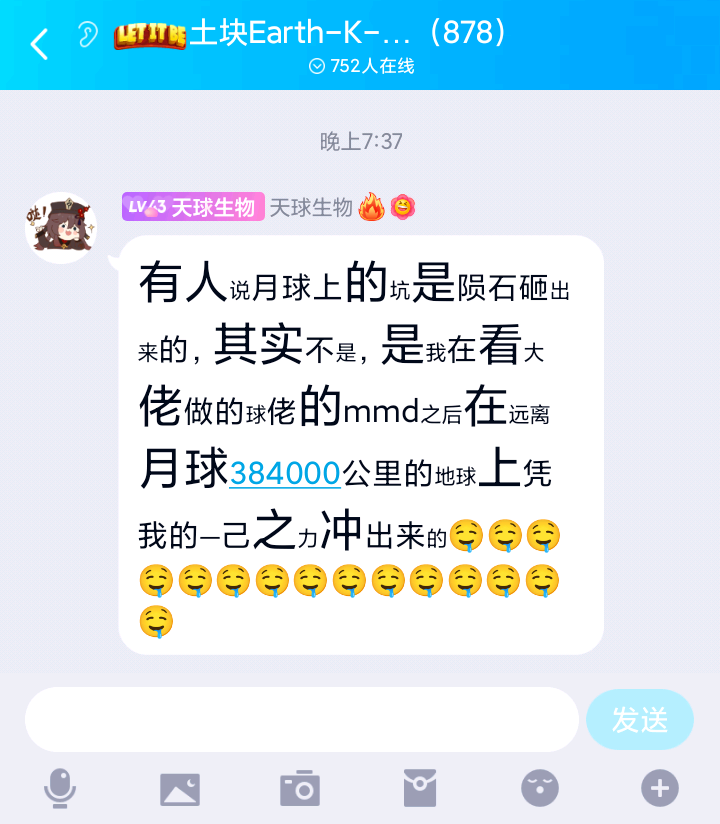 LET IT BE 土块Earth-K-...（878）
752人在线
晚上7:37
哒!
LV43 天球生物 天球生物
有人说月球上的坑是陨石砸出
来的，其实不是，是我在看大
佬做的球佬的mmd之后在远离
月球384000公里的地球上凭
我的一己之力冲出来的🤤🤤🤤
🤤🤤🤤🤤🤤🤤🤤🤤🤤🤤🤤
🤤
发送